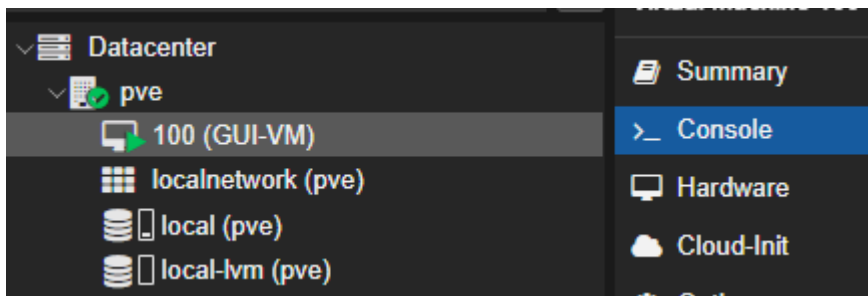 Datacenter
pve
100 (GUI-VM)
localnetwork (pve)
local (pve)
local-lvm (pve)
Summary
>_ Console
Hardware
Cloud-Init